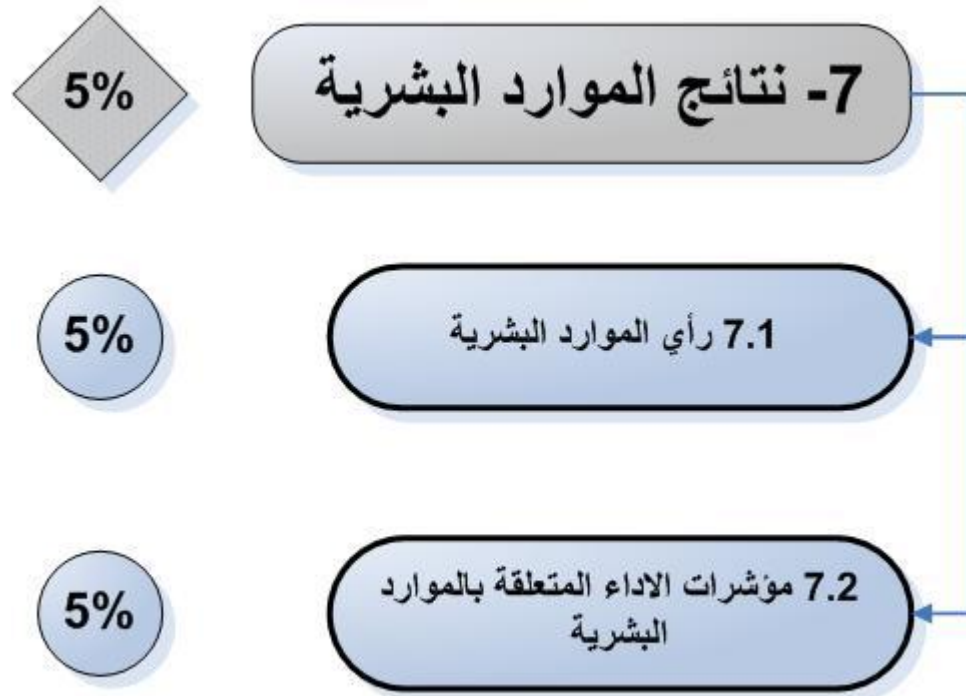 7- نتائج الموارد البشرية
5%
7.1 رأي الموارد البشرية
5%
7.2 مؤشرات الاداء المتعلقة بالموارد
البشرية
5%